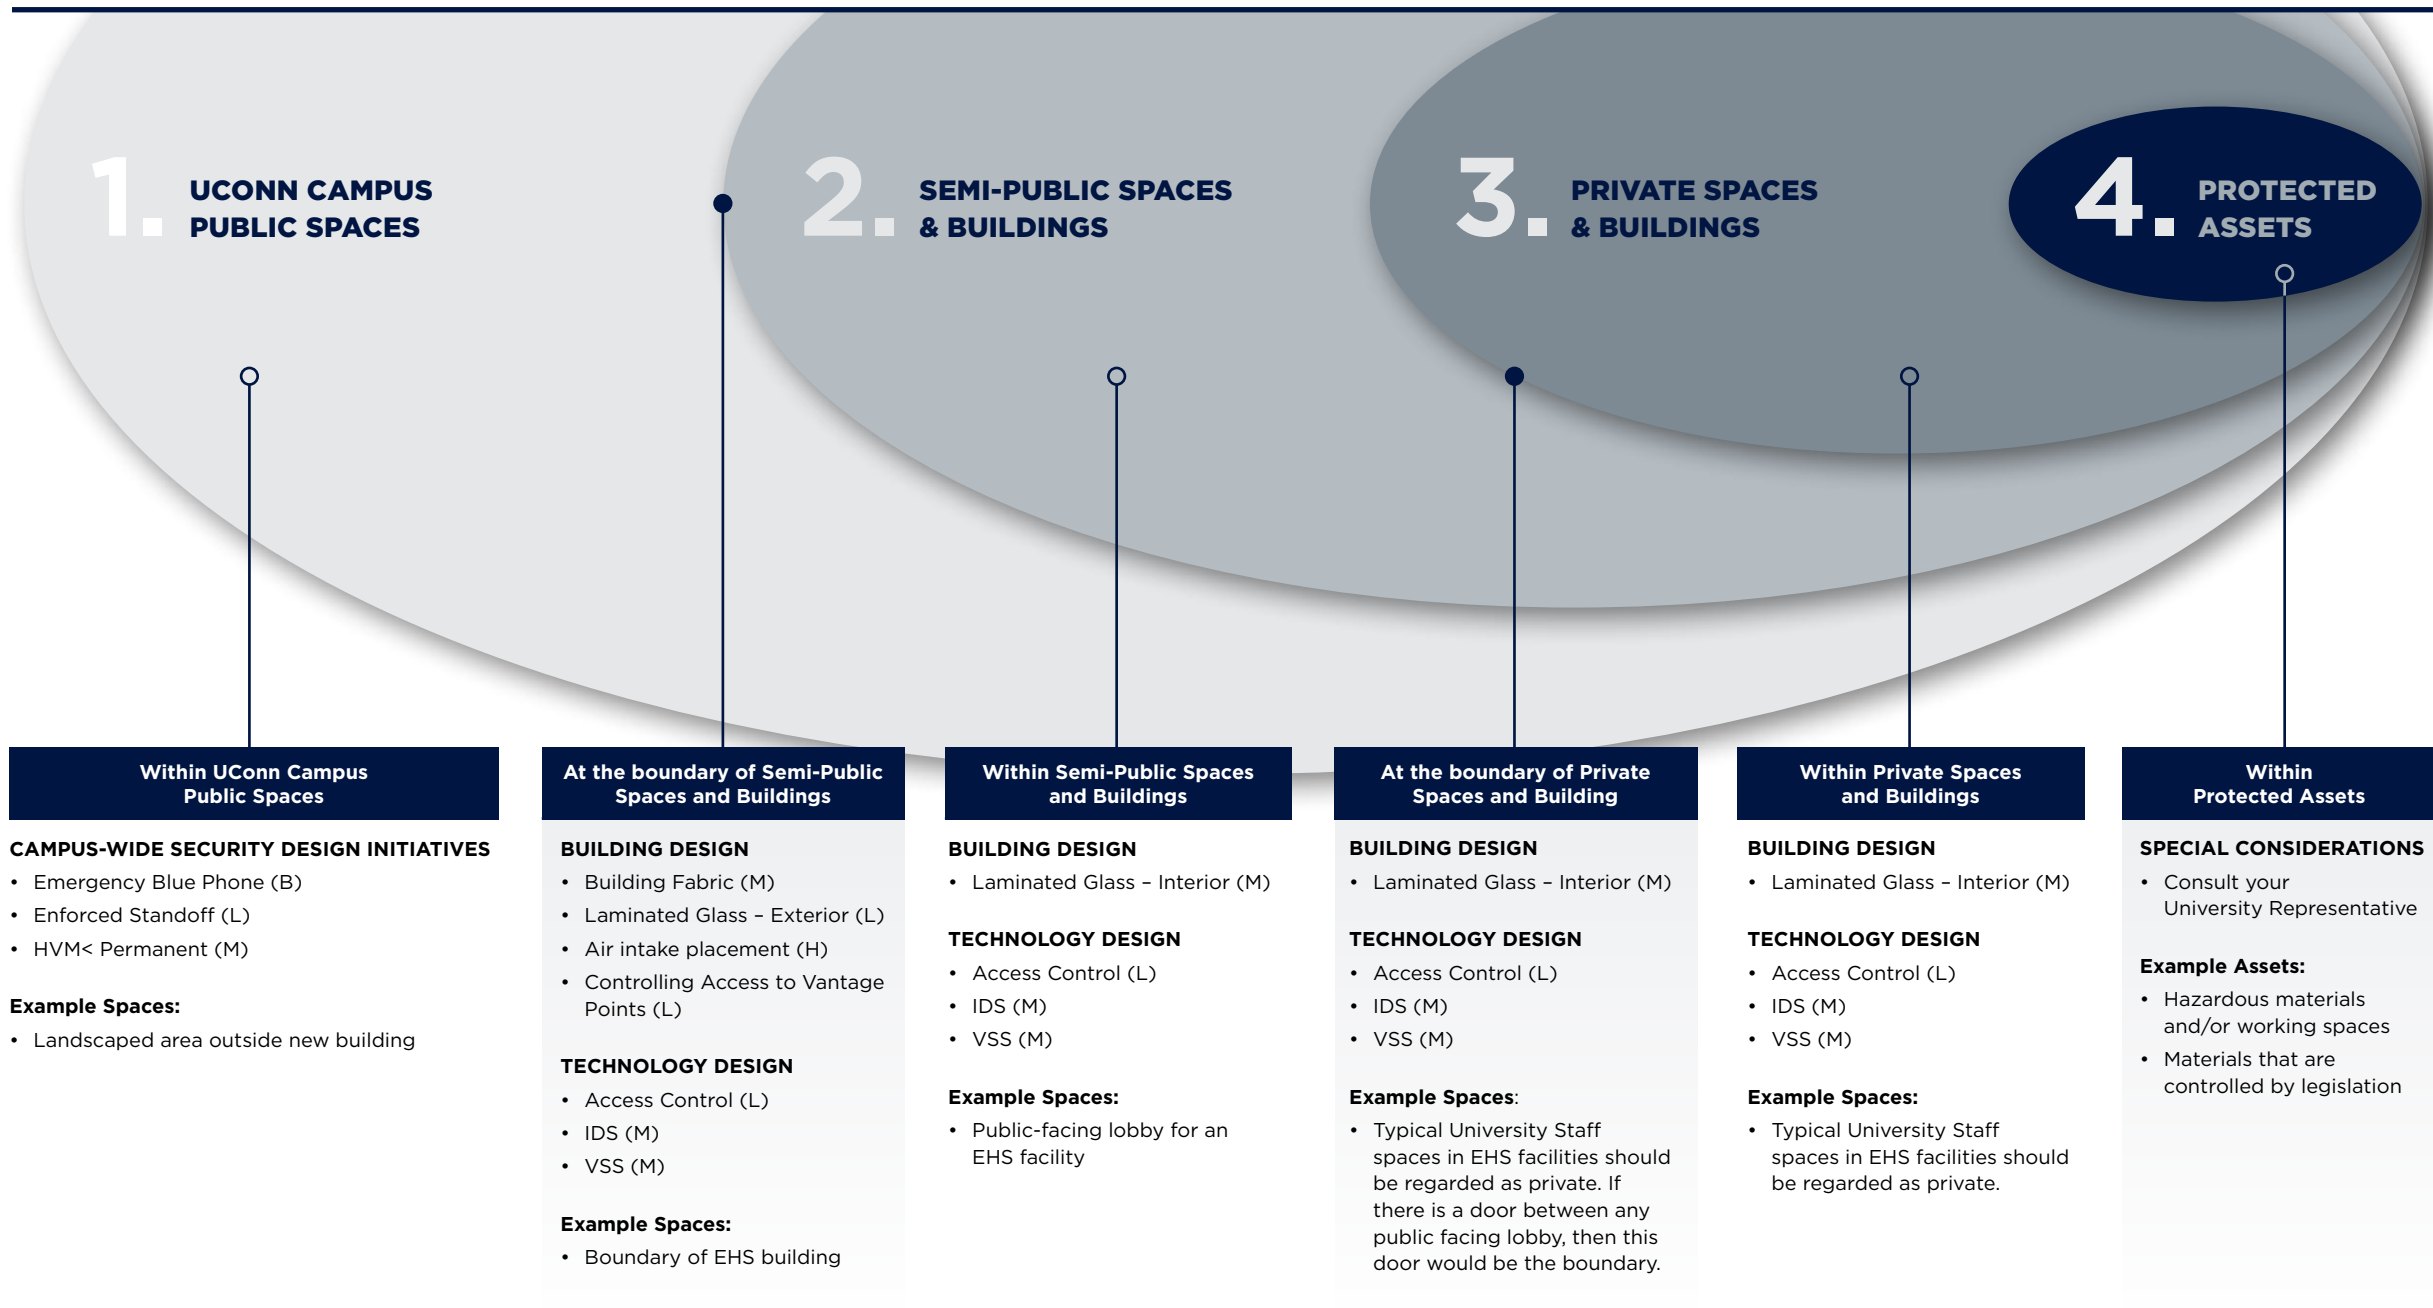 1.
UCONN CAMPUS
PUBLIC SPACES
2.
SEMI-PUBLIC SPACES
& BUILDINGS
3.
PRIVATE SPACES
& BUILDINGS
4.
PROTECTED
ASSETS
Within UConn Campus
Public Spaces
CAMPUS-WIDE SECURITY DESIGN INITIATIVES
• Emergency Blue Phone (B)
• Enforced Standoff (L)
• HVM< Permanent (M)
Example Spaces:
• Landscaped area outside new building
At the boundary of Semi-Public
Spaces and Buildings
BUILDING DESIGN
• Building Fabric (M)
• Laminated Glass – Exterior (L)
• Air intake placement (H)
• Controlling Access to Vantage
Points (L)
TECHNOLOGY DESIGN
• Access Control (L)
• IDS (M)
• VSS (M)
Example Spaces:
• Boundary of EHS building
Within Semi-Public Spaces
and Buildings
BUILDING DESIGN
• Laminated Glass – Interior (M)
TECHNOLOGY DESIGN
• Access Control (L)
• IDS (M)
• VSS (M)
Example Spaces:
• Public-facing lobby for an
EHS facility
At the boundary of Private
Spaces and Building
BUILDING DESIGN
• Laminated Glass – Interior (M)
TECHNOLOGY DESIGN
• Access Control (L)
• IDS (M)
• VSS (M)
Example Spaces:
• Typical University Staff
spaces in EHS facilities should
be regarded as private. If
there is a door between any
public facing lobby, then this
door would be the boundary.
Within Private Spaces
and Buildings
BUILDING DESIGN
• Laminated Glass – Interior (M)
TECHNOLOGY DESIGN
• Access Control (L)
• IDS (M)
• VSS (M)
Example Spaces:
• Typical University Staff
spaces in EHS facilities should
be regarded as private.
Within
Protected Assets
SPECIAL CONSIDERATIONS
• Consult your
University Representative
Example Assets:
• Hazardous materials
and/or working spaces
• Materials that are
controlled by legislation